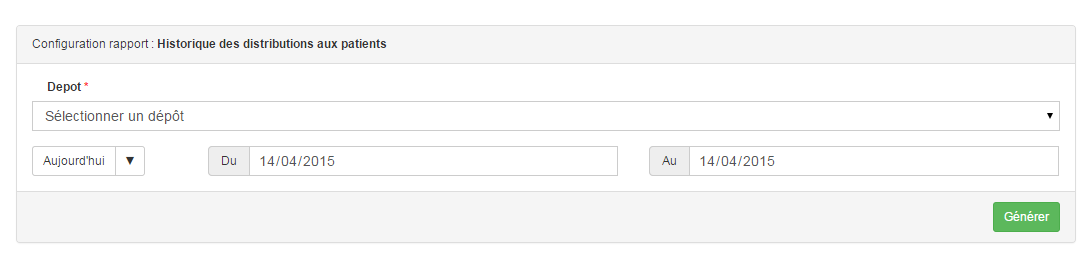 Configuration rapport : Historique des distributions aux patients
Depot *
Sélectionner un dépôt
Aujourd'hui Du 14/04/2015 Au 14/04/2015
Générer